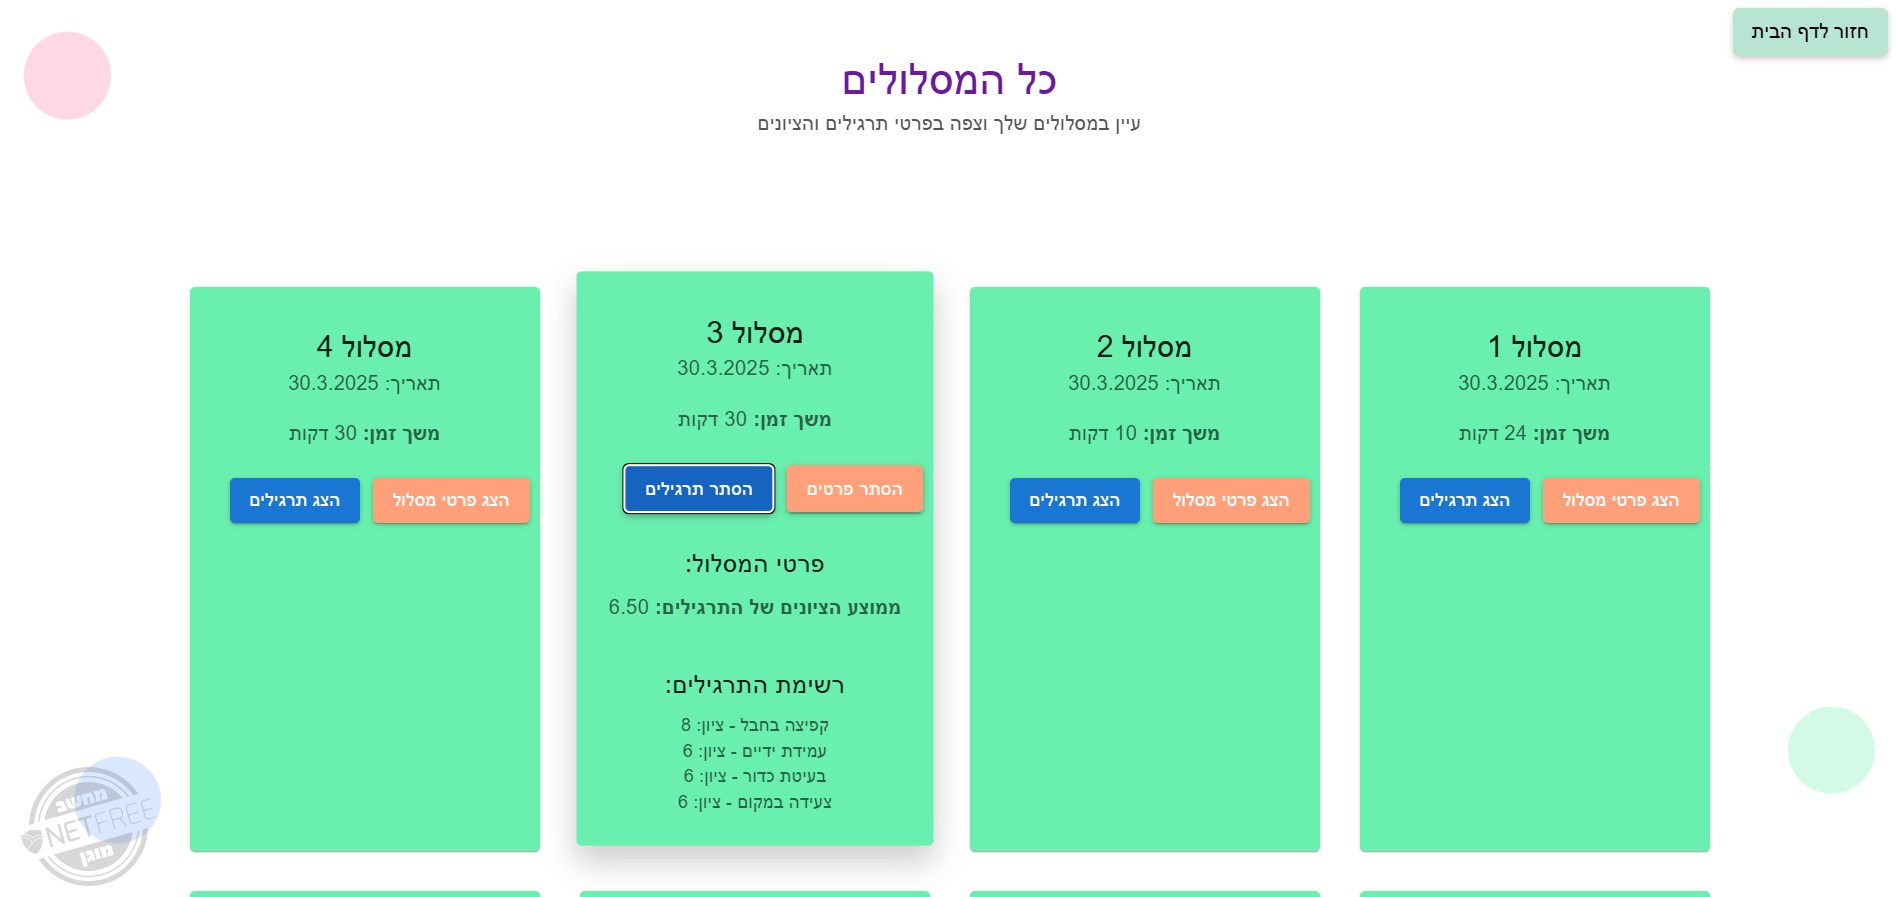 חזור לדף הבית
כל המסלולים
עיין במסלולים שלך וצפה בפרטי תרגילים והציונים
מסלול 1
תאריך: 30.3.2025
משך זמן: 24 דקות
הצג פרטי מסלול
הצג תרגילים
מסלול 2
תאריך: 30.3.2025
משך זמן: 10 דקות
הצג פרטי מסלול
הצג תרגילים
מסלול 3
תאריך: 30.3.2025
משך זמן: 30 דקות
הסתר פרטים
הסתר תרגילים
פרטי המסלול:
ממוצע הציונים של התרגילים: 6.50
רשימת התרגילים:
קפיצה בחבל - ציון: 8
עמידת ידיים - ציון: 6
בעיטת כדור - ציון: 6
צעידה במקום - ציון: 6
מסלול 4
תאריך: 30.3.2025
משך זמן: 30 דקות
הצג פרטי מסלול
הצג תרגילים
מחשב
NETFREE
מוגן